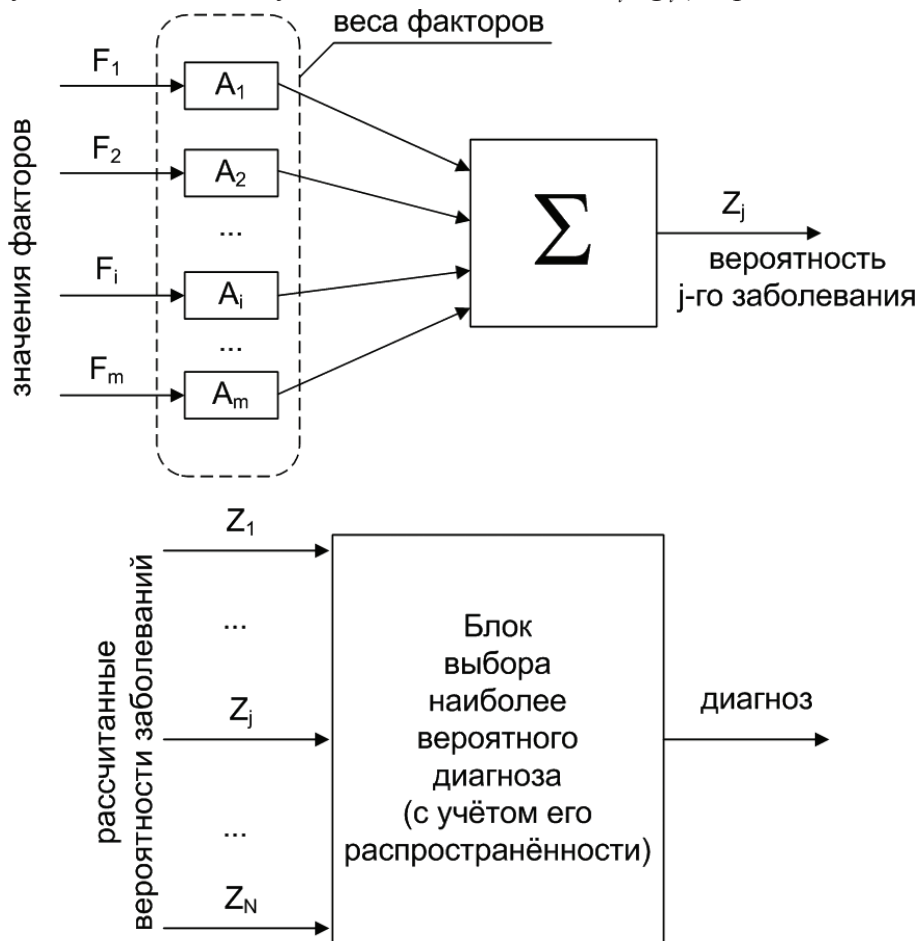 веса факторов
значения факторов
F1
A1
F2
A2
...
Fi
Ai
...
Fm
Am
Σ
Zj
вероятность
j-го заболевания
рассчитанные
вероятности заболеваний
Z1
...
Zj
...
ZN
Блок
выбора
наиболее
вероятного
диагноза
(с учётом его
распространённости)
диагноз